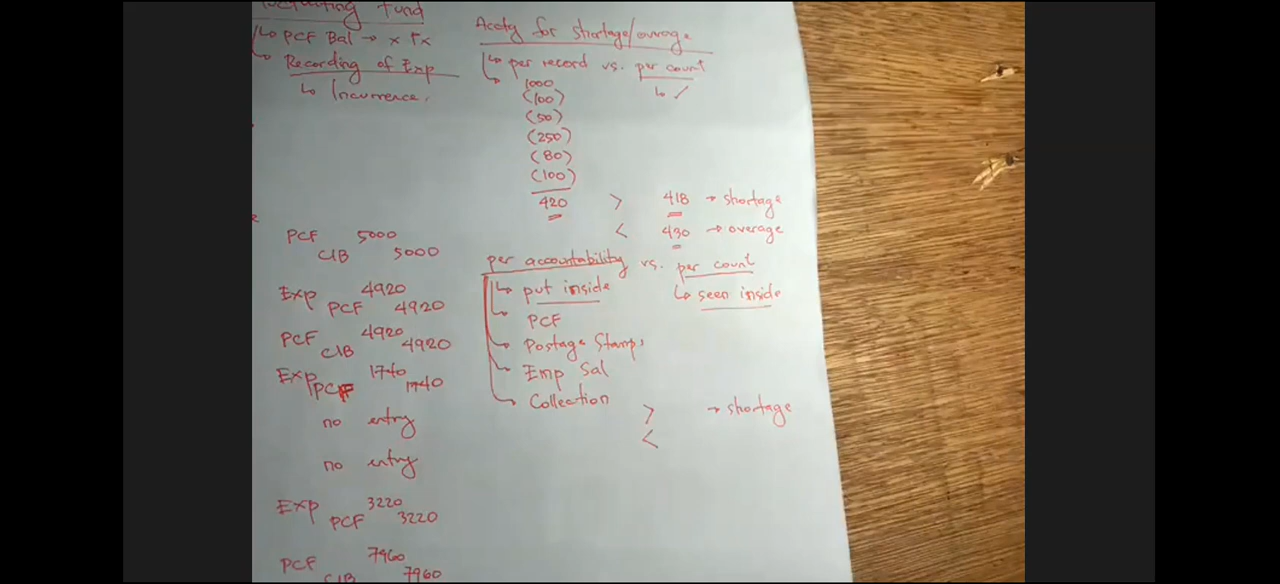 Fluctuating Fund
↳ PCF Bal → x Fx
↳ Recording of Exp
↳ Incurrence,
PCF 5000
CIB 5000
Exp 4920
PCF 4920
PCF 4920
CIB 4920
Exp 1740
PCF 1740
no entry
no entry
Exp 3220
PCF 3220
PCF 7960
CIB 7960
Acctg for shortage/overage
↳ per record vs. per count
↳ ✓
1000
(100)
(50)
(250)
(80)
(100)
420 > 418 → shortage
< 430 → overage
per accountability vs. per count
↳ put inside ↳ seen inside
↳ PCF
↳ Postage Stamps
↳ Emp Sal
↳ Collection
> → shortage
<